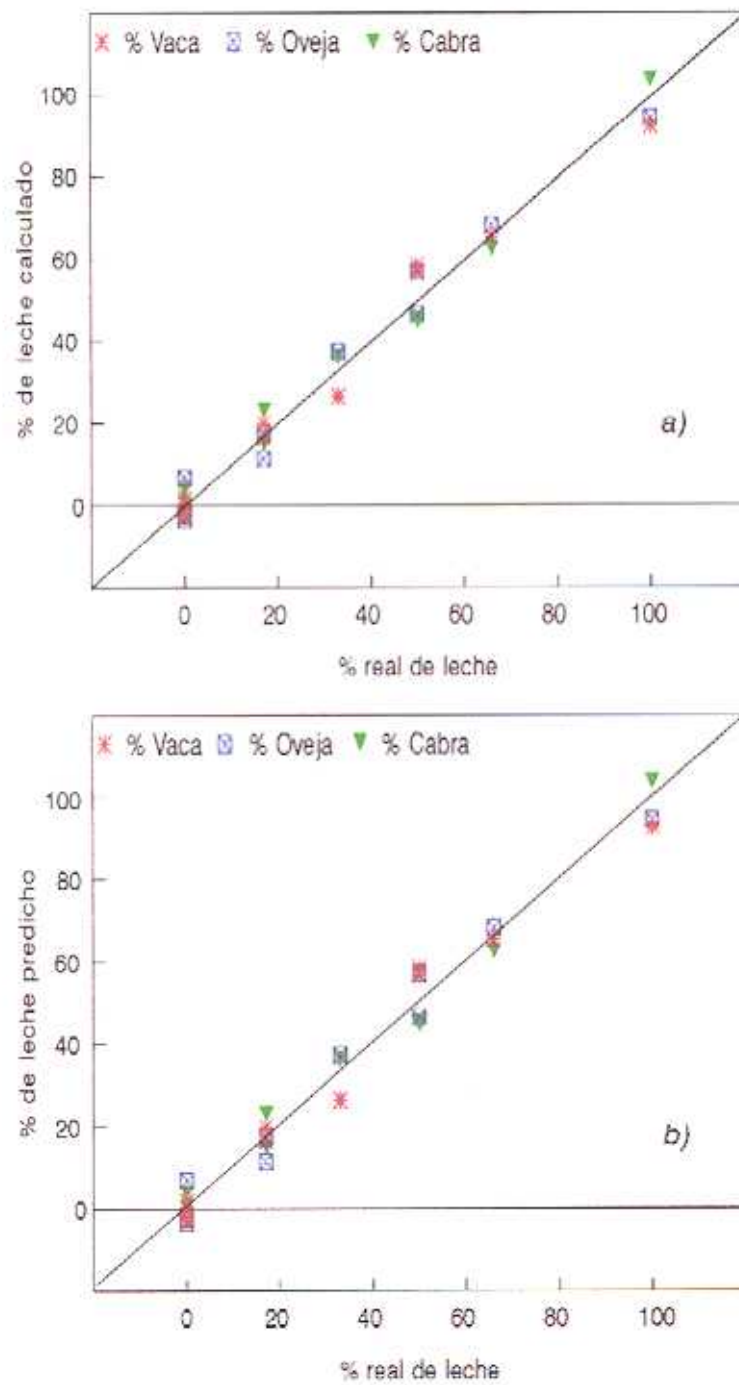 % Vaca % Oveja % Cabra
100
80
60
40
20
0
% de leche calculado
a)
0 20 40 60 80 100
% real de leche
% Vaca % Oveja % Cabra
100
80
60
40
20
0
% de leche predicho
b)
0 20 40 60 80 100
% real de leche